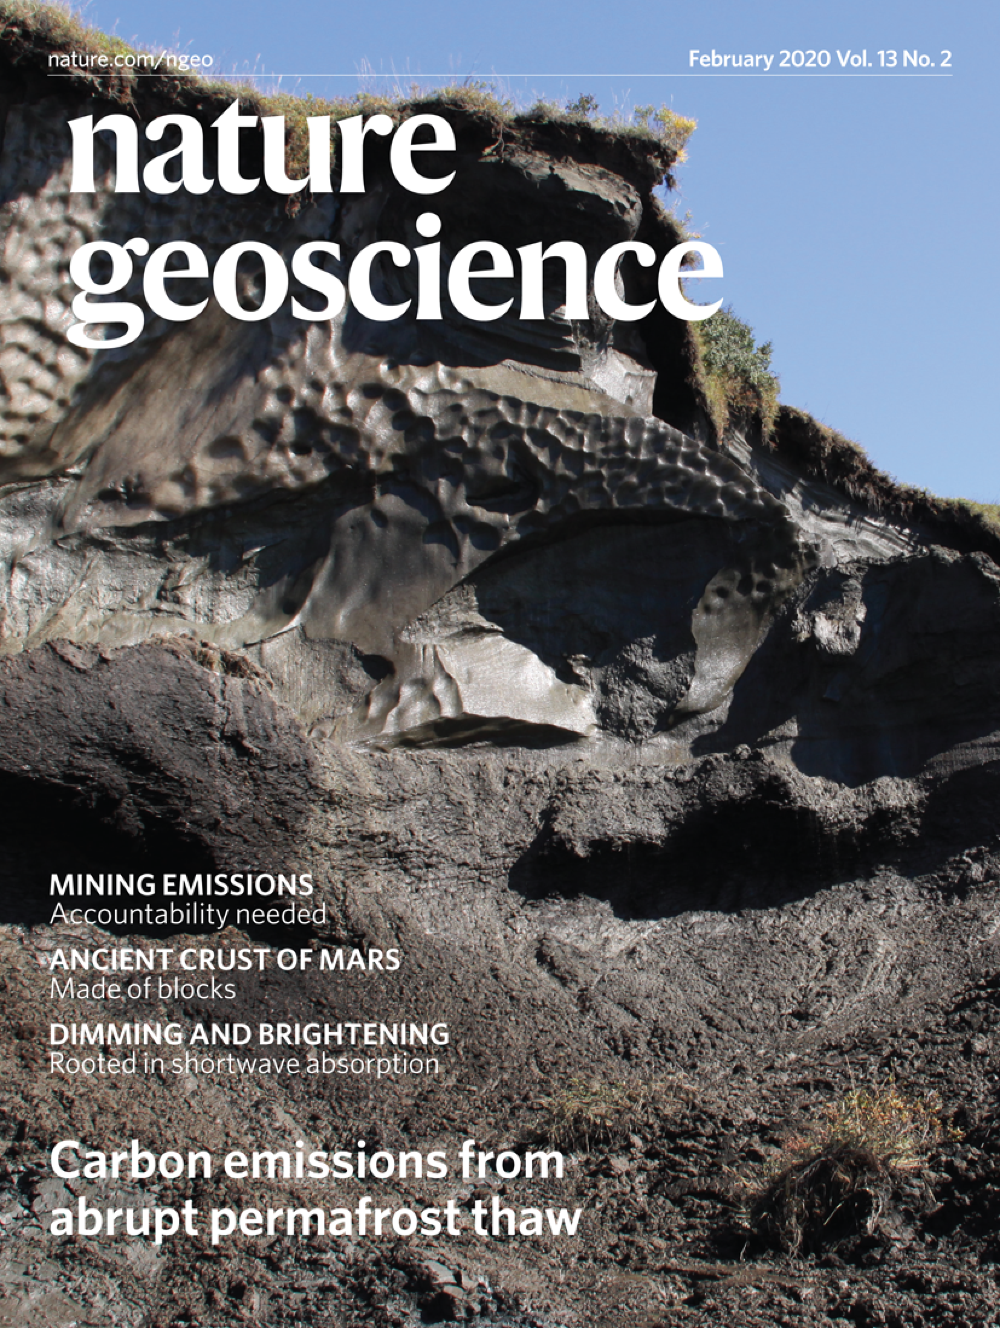 nature.com/ngeo
February 2020 Vol. 13 No. 2
nature
geoscience
MINING EMISSIONS
Accountability needed
ANCIENT CRUST OF MARS
Made of blocks
DIMMING AND BRIGHTENING
Rooted in shortwave absorption
Carbon emissions from
abrupt permafrost thaw